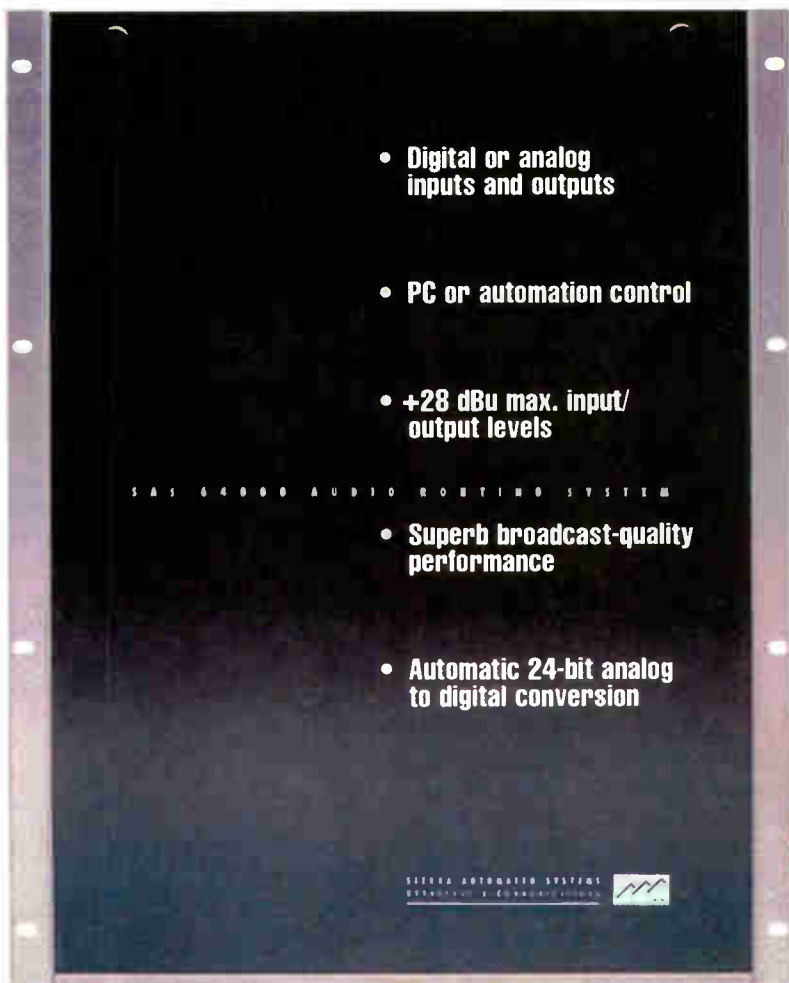 • Digital or analog
inputs and outputs
• PC or automation control
• +28 dBu max. input/
output levels
SAS 64000 AUDIO ROUTING SYSTEM
• Superb broadcast-quality
performance
• Automatic 24-bit analog
to digital conversion
SIERRA AUTOMATED SYSTEMS